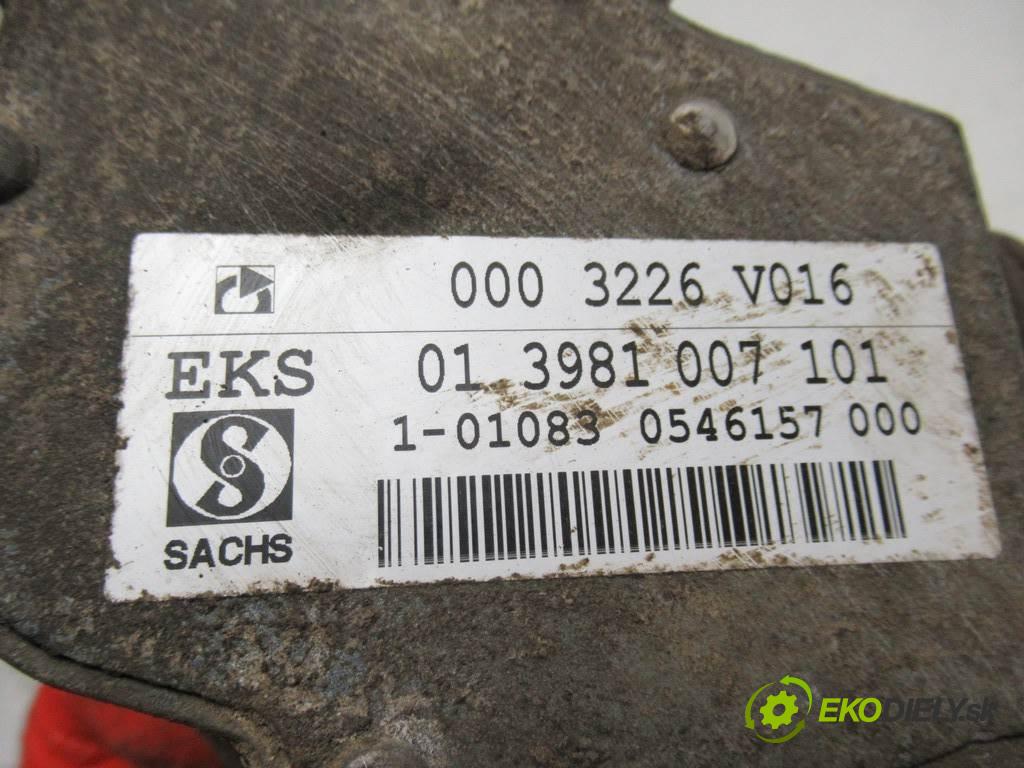 000 3226 V016
EKS 01 3981 007 101
1-01083 0546157 000
S
SACHS
EKODIELY.sk